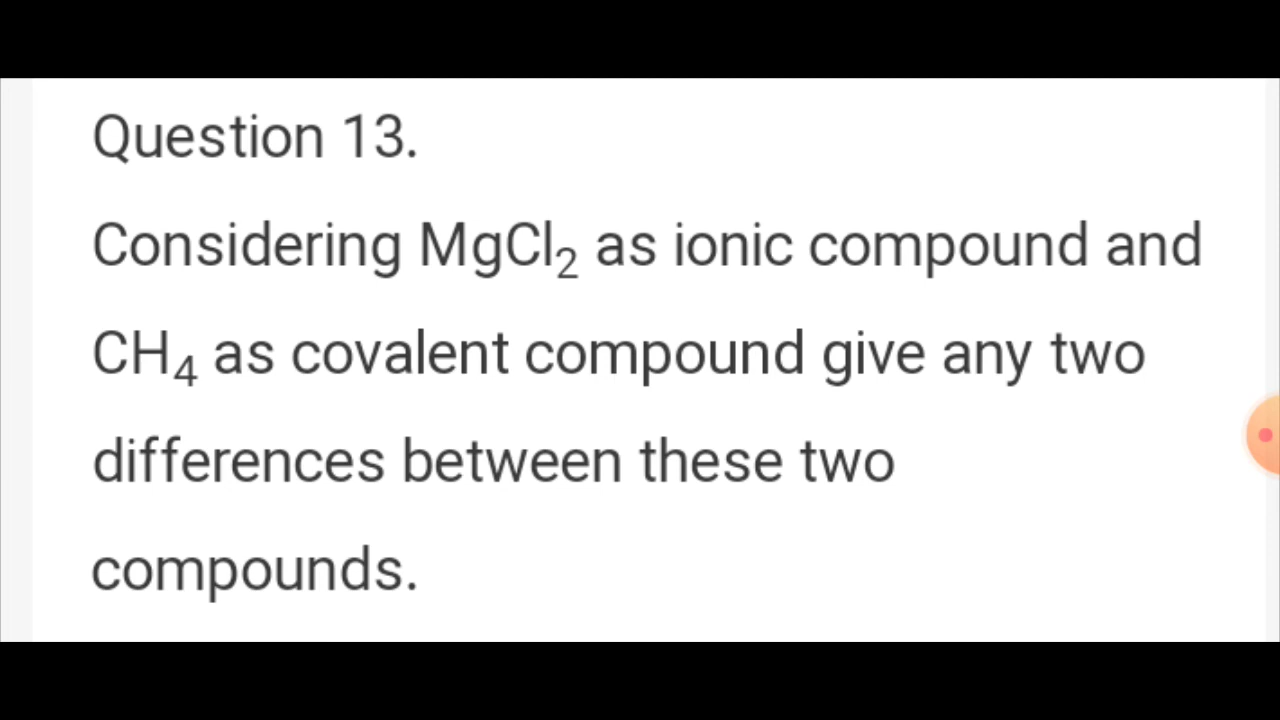 Question 13.
Considering MgCl₂ as ionic compound and
CH₄ as covalent compound give any two
differences between these two
compounds.